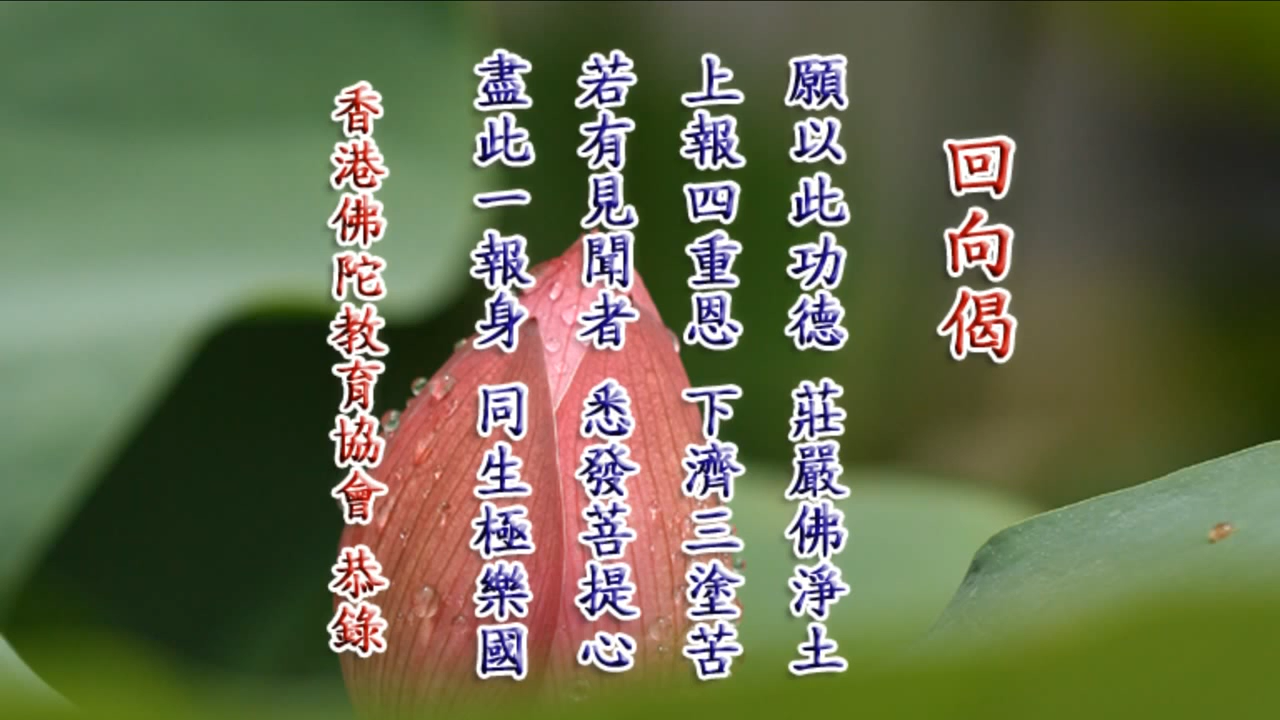 回向偈
願以此功德 莊嚴佛淨土
上報四重恩 下濟三塗苦
若有見聞者 悉發菩提心
盡此一報身 同生極樂國
香港佛陀教育協會 恭錄